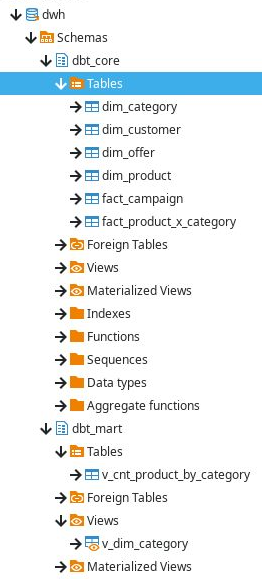 dwh
Schemas
dbt_core
Tables
dim_category
dim_customer
dim_offer
dim_product
fact_campaign
fact_product_x_category
Foreign Tables
Views
Materialized Views
Indexes
Functions
Sequences
Data types
Aggregate functions
dbt_mart
Tables
v_cnt_product_by_category
Foreign Tables
Views
v_dim_category
Materialized Views